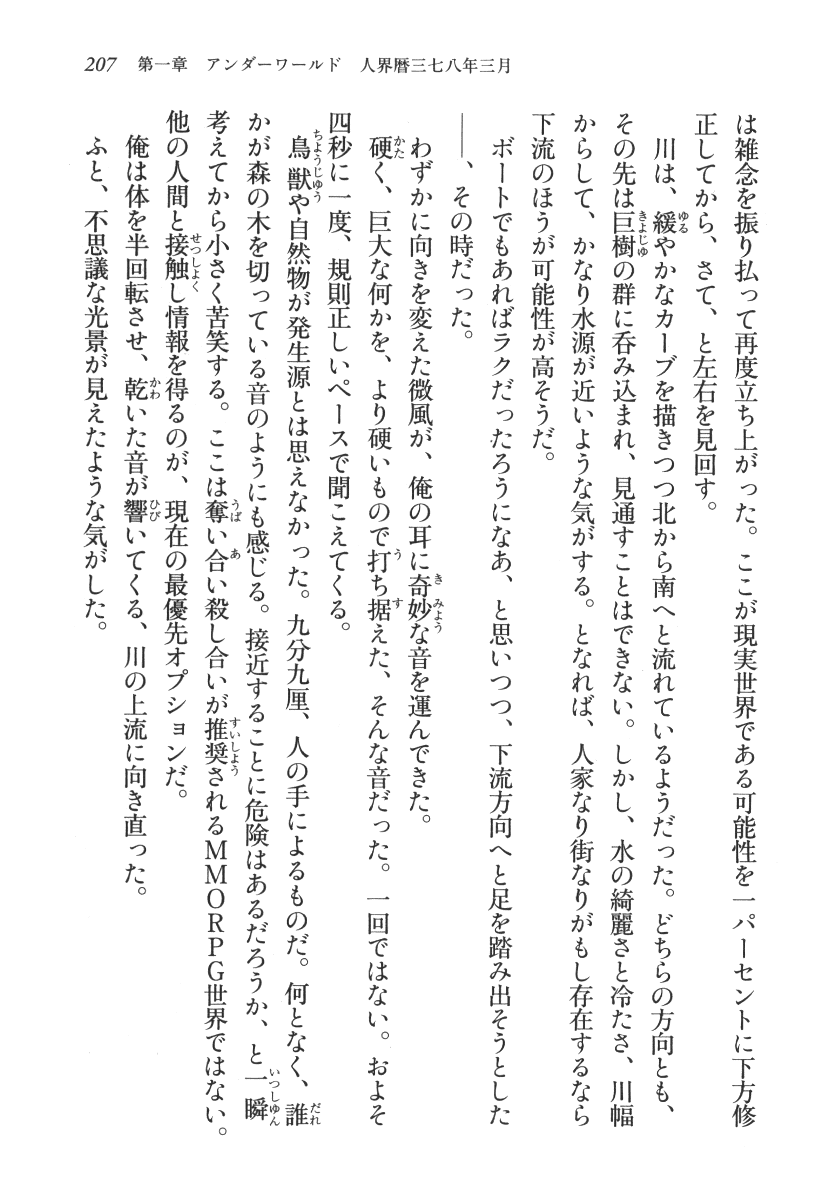 207　第一章　アンダーワールド　人界暦三七八年三月
は雑念を振り払って再度立ち上がった。ここが現実世界である可能性を一パーセントに下方修
正してから、さて、と左右を見回す。
　川は、緩やかなカーブを描きつつ北から南へと流れているようだった。どちらの方向とも、
その先は巨樹の群に呑み込まれ、見通すことはできない。しかし、水の綺麗さと冷たさ、川幅
からして、かなり水源が近いような気がする。となれば、人家なり街なりがもし存在するなら
下流のほうが可能性が高そうだ。
　ボートでもあればラクだったろうになあ、と思いつつ、下流方向へと足を踏み出そうとした
――、その時だった。
　わずかに向きを変えた微風が、俺の耳に奇妙な音を運んできた。
　硬く、巨大な何かを、より硬いもので打ち据えた、そんな音だった。一回ではない。およそ
四秒に一度、規則正しいペースで聞こえてくる。
　鳥獣や自然物が発生源とは思えなかった。九分九厘、人の手によるものだ。何となく、誰
かが森の木を切っている音のようにも感じる。接近することに危険はあるだろうか、と一瞬
考えてから小さく苦笑する。ここは奪い合い殺し合いが推奨されるＭＭＯＲＰＧ世界ではない。
他の人間と接触し情報を得るのが、現在の最優先オプションだ。
　俺は体を半回転させ、乾いた音が響いてくる、川の上流に向き直った。
　ふと、不思議な光景が見えたような気がした。